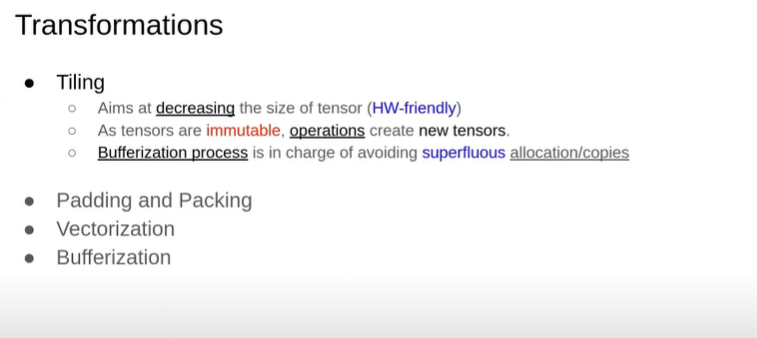 Transformations
● Tiling
○ Aims at decreasing the size of tensor (HW-friendly)
○ As tensors are immutable, operations create new tensors.
○ Bufferization process is in charge of avoiding superfluous allocation/copies
● Padding and Packing
● Vectorization
● Bufferization